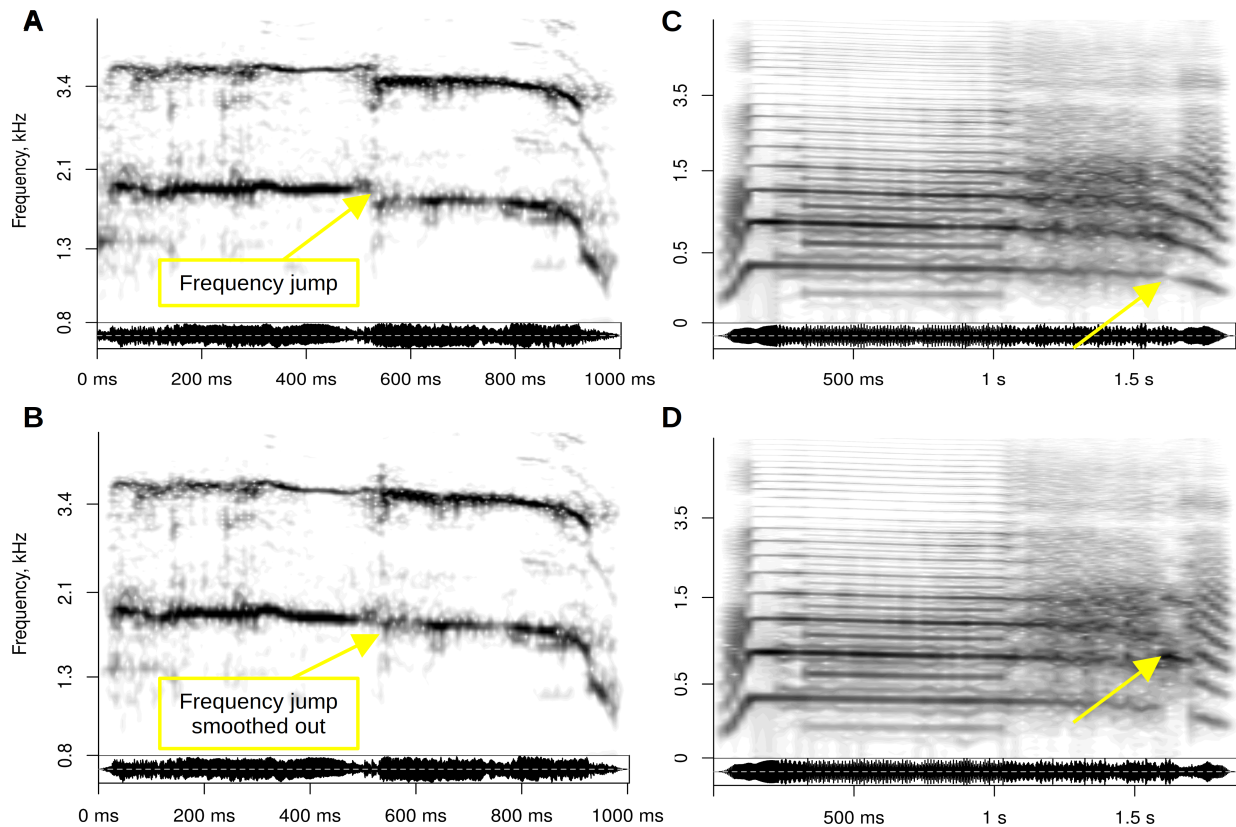 A
Frequency, kHz
3.4
2.1
1.3
0.8
Frequency jump
0 ms
200 ms
400 ms
600 ms
800 ms
1000 ms
C
3.5
1.5
0.5
0
500 ms
1 s
1.5 s
B
Frequency, kHz
3.4
2.1
1.3
0.8
Frequency jump
smoothed out
0 ms
200 ms
400 ms
600 ms
800 ms
1000 ms
D
3.5
1.5
0.5
0
500 ms
1 s
1.5 s